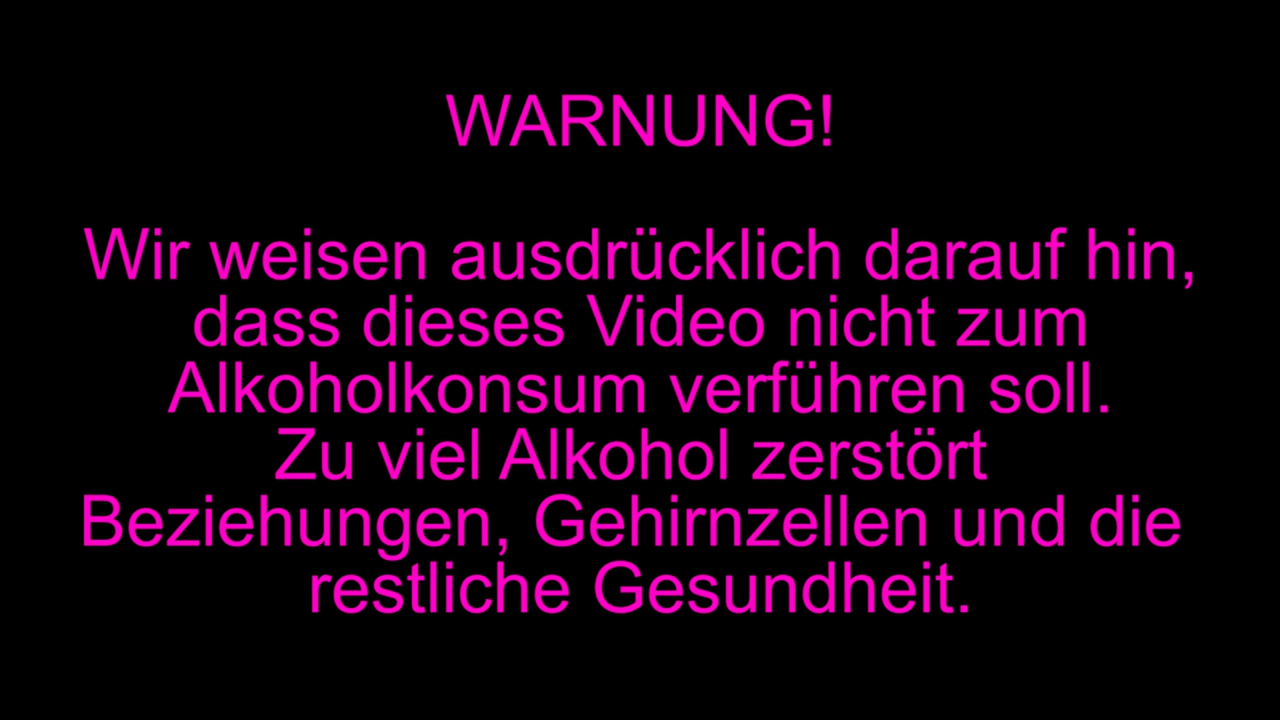 WARNUNG!
Wir weisen ausdrücklich darauf hin,
dass dieses Video nicht zum
Alkoholkonsum verführen soll.
Zu viel Alkohol zerstört
Beziehungen, Gehirnzellen und die
restliche Gesundheit.